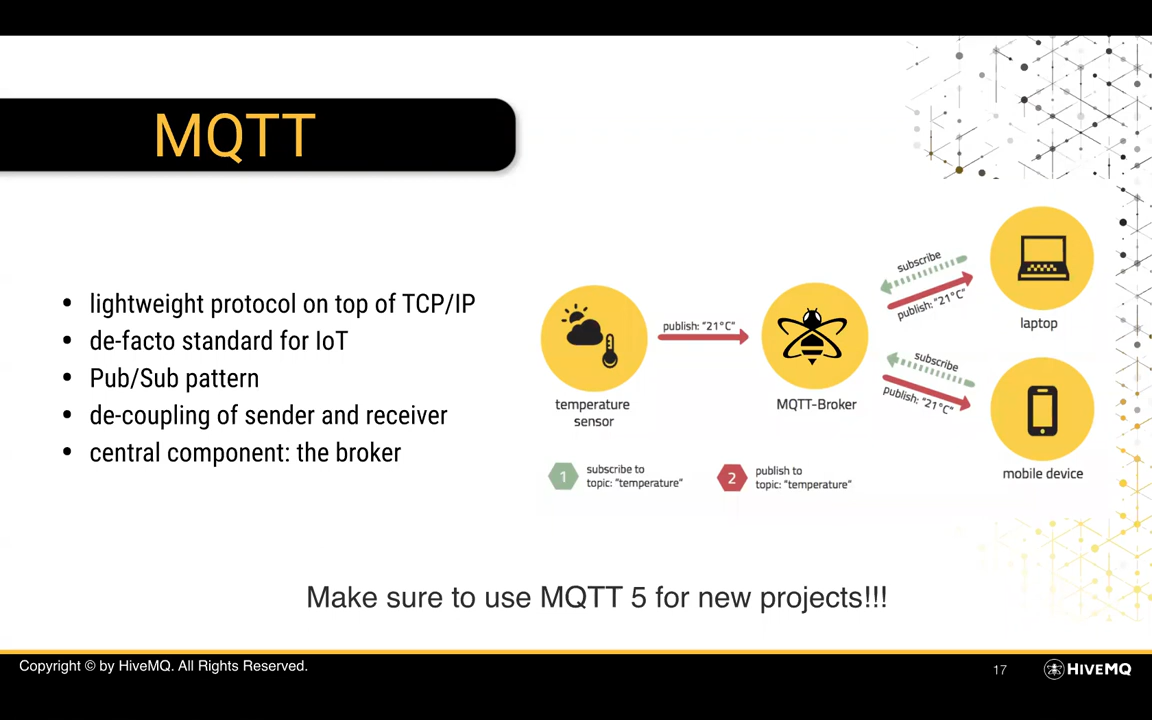 MQTT
• lightweight protocol on top of TCP/IP
• de-facto standard for IoT
• Pub/Sub pattern
• de-coupling of sender and receiver
• central component: the broker
temperature
sensor
publish: "21°C"
MQTT-Broker
subscribe
publish: "21°C"
laptop
subscribe
publish: "21°C"
mobile device
1 subscribe to
topic: "temperature"
2 publish to
topic: "temperature"
Make sure to use MQTT 5 for new projects!!!
Copyright © by HiveMQ. All Rights Reserved.
17
HIVEMQ